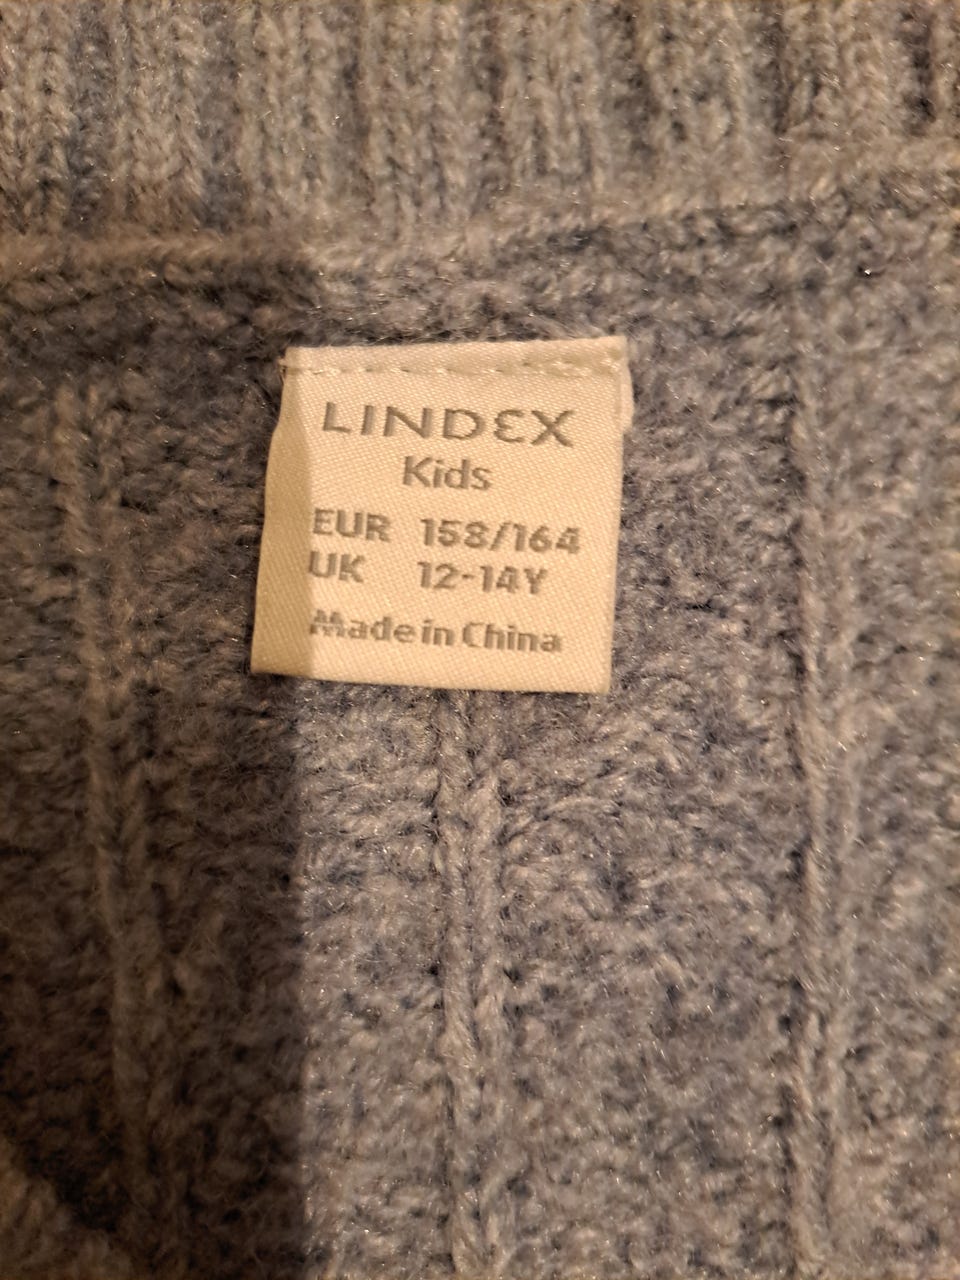 LINDEX
Kids
EUR 158/164
UK 12-14Y
Made in China